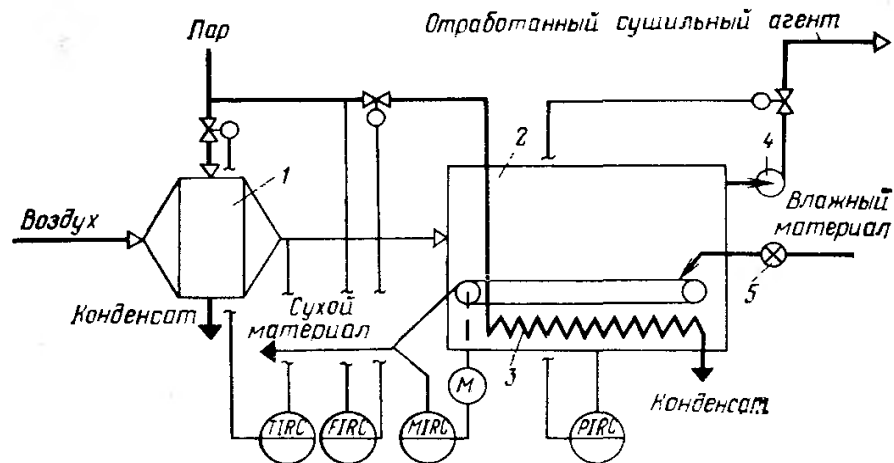 Пар
Отработанный сушильный агент
1
2
4
Воздух
Влажный
материал
5
Конденсат
Сухой
материал
3
М
Конденсат
TIRC
FIRC
MIRC
PIRC